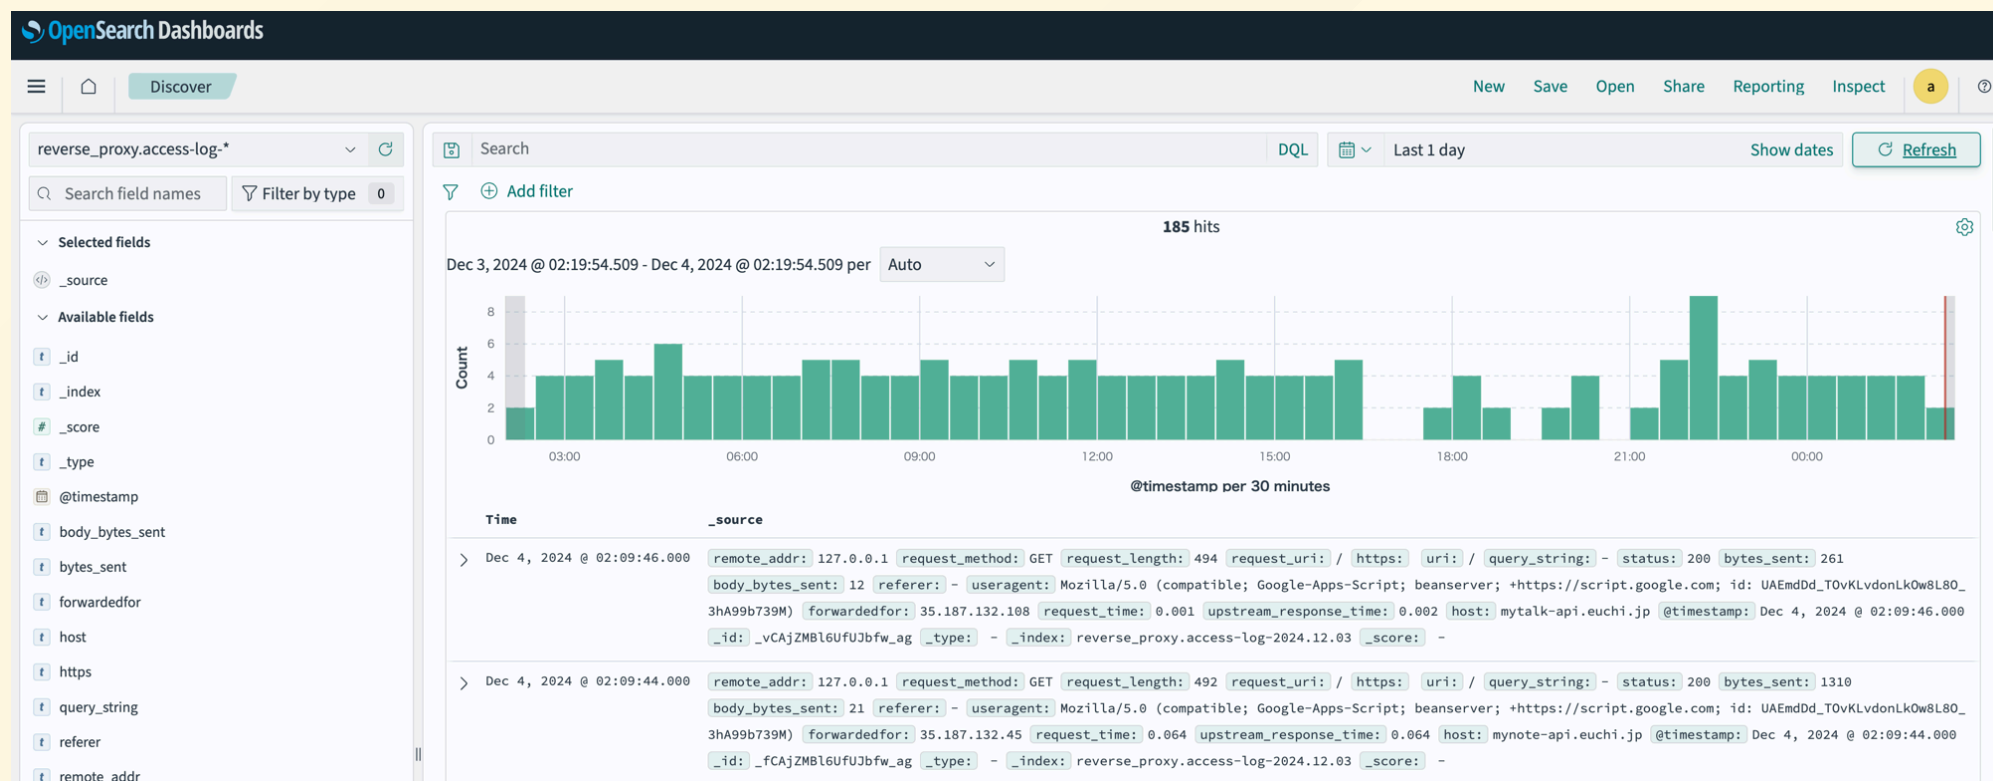 OpenSearch Dashboards
Discover
New Save Open Share Reporting Inspect a
reverse_proxy.access-log-*
Search DQL
Last 1 day Show dates
Refresh
Search field names
Filter by type 0
Add filter
Selected fields
_source
Available fields
t _id
t _index
# _score
t _type
@timestamp
t body_bytes_sent
t bytes_sent
t forwardedfor
t host
t https
t query_string
t referer
t remote_addr
185 hits
Dec 3, 2024 @ 02:19:54.509 - Dec 4, 2024 @ 02:19:54.509 per Auto
Count
8
6
4
2
0
03:00 06:00 09:00 12:00 15:00 18:00 21:00 00:00
@timestamp per 30 minutes
Time _source
Dec 4, 2024 @ 02:09:46.000 remote_addr: 127.0.0.1 request_method: GET request_length: 494 request_uri: / https: uri: / query_string: - status: 200 bytes_sent: 261
body_bytes_sent: 12 referer: - useragent: Mozilla/5.0 (compatible; Google-Apps-Script; beanserver; +https://script.google.com; id: UAEmdDd_TOvKLvdonLkOw8L8O_
3hA99b739M) forwardedfor: 35.187.132.108 request_time: 0.001 upstream_response_time: 0.002 host: mytalk-api.euchi.jp @timestamp: Dec 4, 2024 @ 02:09:46.000
_id: _vCAjZMBl6UfUJbfw_ag _type: - _index: reverse_proxy.access-log-2024.12.03 _score: -
Dec 4, 2024 @ 02:09:44.000 remote_addr: 127.0.0.1 request_method: GET request_length: 492 request_uri: / https: uri: / query_string: - status: 200 bytes_sent: 1310
body_bytes_sent: 21 referer: - useragent: Mozilla/5.0 (compatible; Google-Apps-Script; beanserver; +https://script.google.com; id: UAEmdDd_TOvKLvdonLkOw8L8O_
3hA99b739M) forwardedfor: 35.187.132.45 request_time: 0.064 upstream_response_time: 0.064 host: mynote-api.euchi.jp @timestamp: Dec 4, 2024 @ 02:09:44.000
_id: _fCAjZMBl6UfUJbfw_ag _type: - _index: reverse_proxy.access-log-2024.12.03 _score: -